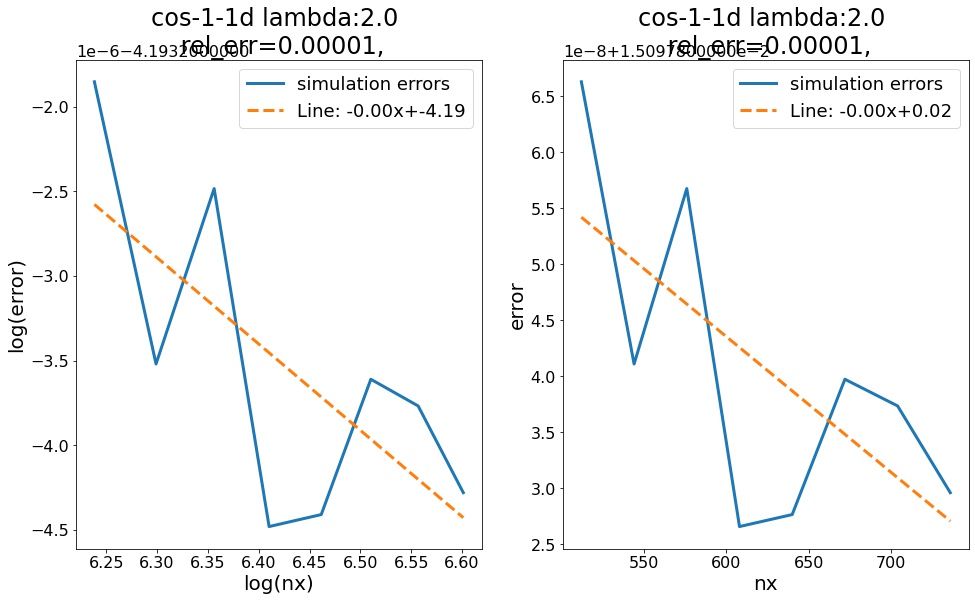 cos-1-1d lambda:2.0
rel_err=0.00001,
1e−6−4.1932000000
simulation errors
Line: -0.00x+-4.19
−2.0
−2.5
−3.0
−3.5
−4.0
−4.5
log(error)
6.25 6.30 6.35 6.40 6.45 6.50 6.55 6.60
log(nx)
cos-1-1d lambda:2.0
rel_err=0.00001,
1e−8+1.5097800000e−2
simulation errors
Line: -0.00x+0.02
6.5
6.0
5.5
5.0
4.5
4.0
3.5
3.0
2.5
error
550 600 650 700
nx